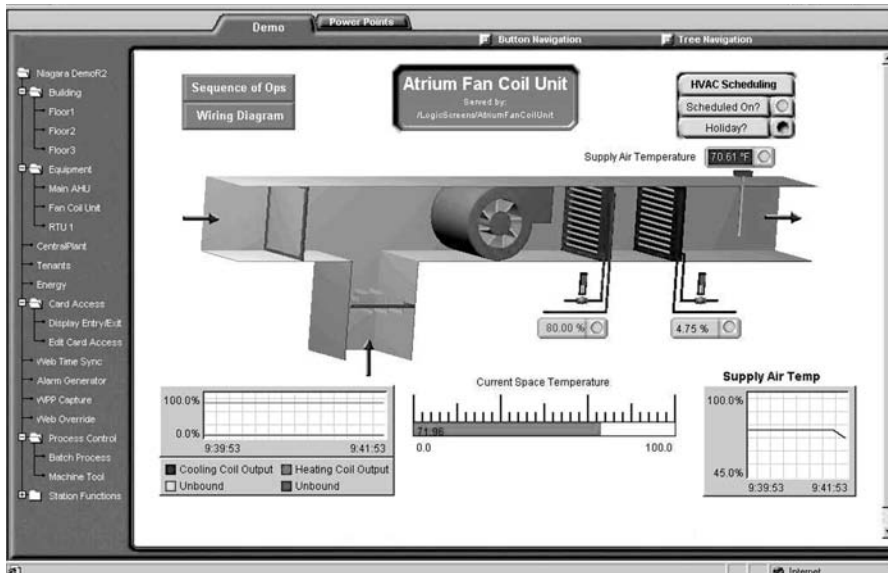 Demo
Power Points
Button Navigation
Tree Navigation
Niagara DemoR2
Building
Floor1
Floor2
Floor3
Equipment
Main AHU
Fan Coil Unit
RTU 1
CentralPlant
Tenants
Energy
Card Access
Display Entry/Exit
Edit Card Access
Web Time Sync
Alarm Generator
WPP Capture
Web Override
Process Control
Batch Process
Machine Tool
Station Functions
Sequence of Ops
Wiring Diagram
Atrium Fan Coil Unit
Served by:
/LogicScreens/AtriumFanCoilUnit
HVAC Scheduling
Scheduled On?
Holiday?
Supply Air Temperature 70.61 °F
80.00 %
4.75 %
100.0%
0.0%
9:39:53 9:41:53
Cooling Coil Output Heating Coil Output
Unbound Unbound
Current Space Temperature
71.96
0.0 100.0
Supply Air Temp
100.0%
45.0%
9:39:53 9:41:53
Internet